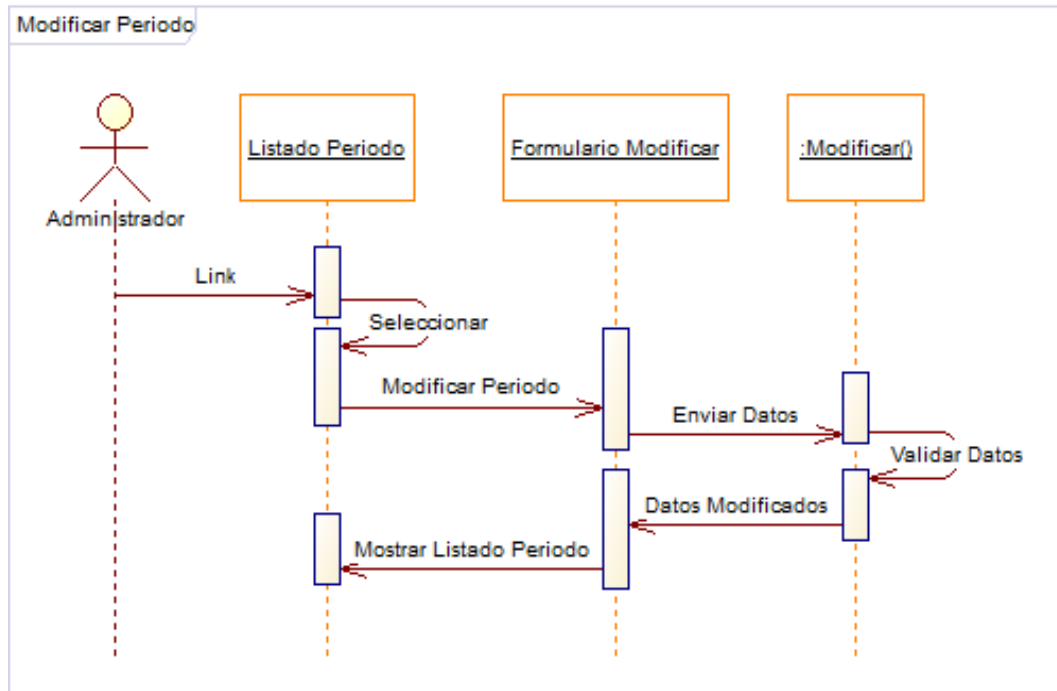 Modificar Periodo
Listado Periodo
Formulario Modificar
:Modificar()
Administrador
Link
Seleccionar
Modificar Periodo
Enviar Datos
Validar Datos
Datos Modificados
Mostrar Listado Periodo